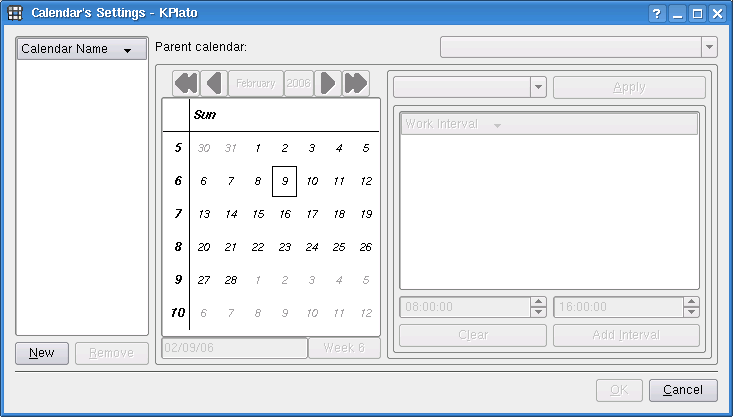 Calendar's Settings - KPlato
Calendar Name
Parent calendar:
February 2006
Apply
Sun
Work Interval
5 30 31 1 2 3 4 5
6 6 7 8 9 10 11 12
7 13 14 15 16 17 18 19
8 20 21 22 23 24 25 26
9 27 28 1 2 3 4 5
10 6 7 8 9 10 11 12
08:00:00 16:00:00
Clear Add Interval
New Remove
02/09/06 Week 6
OK Cancel